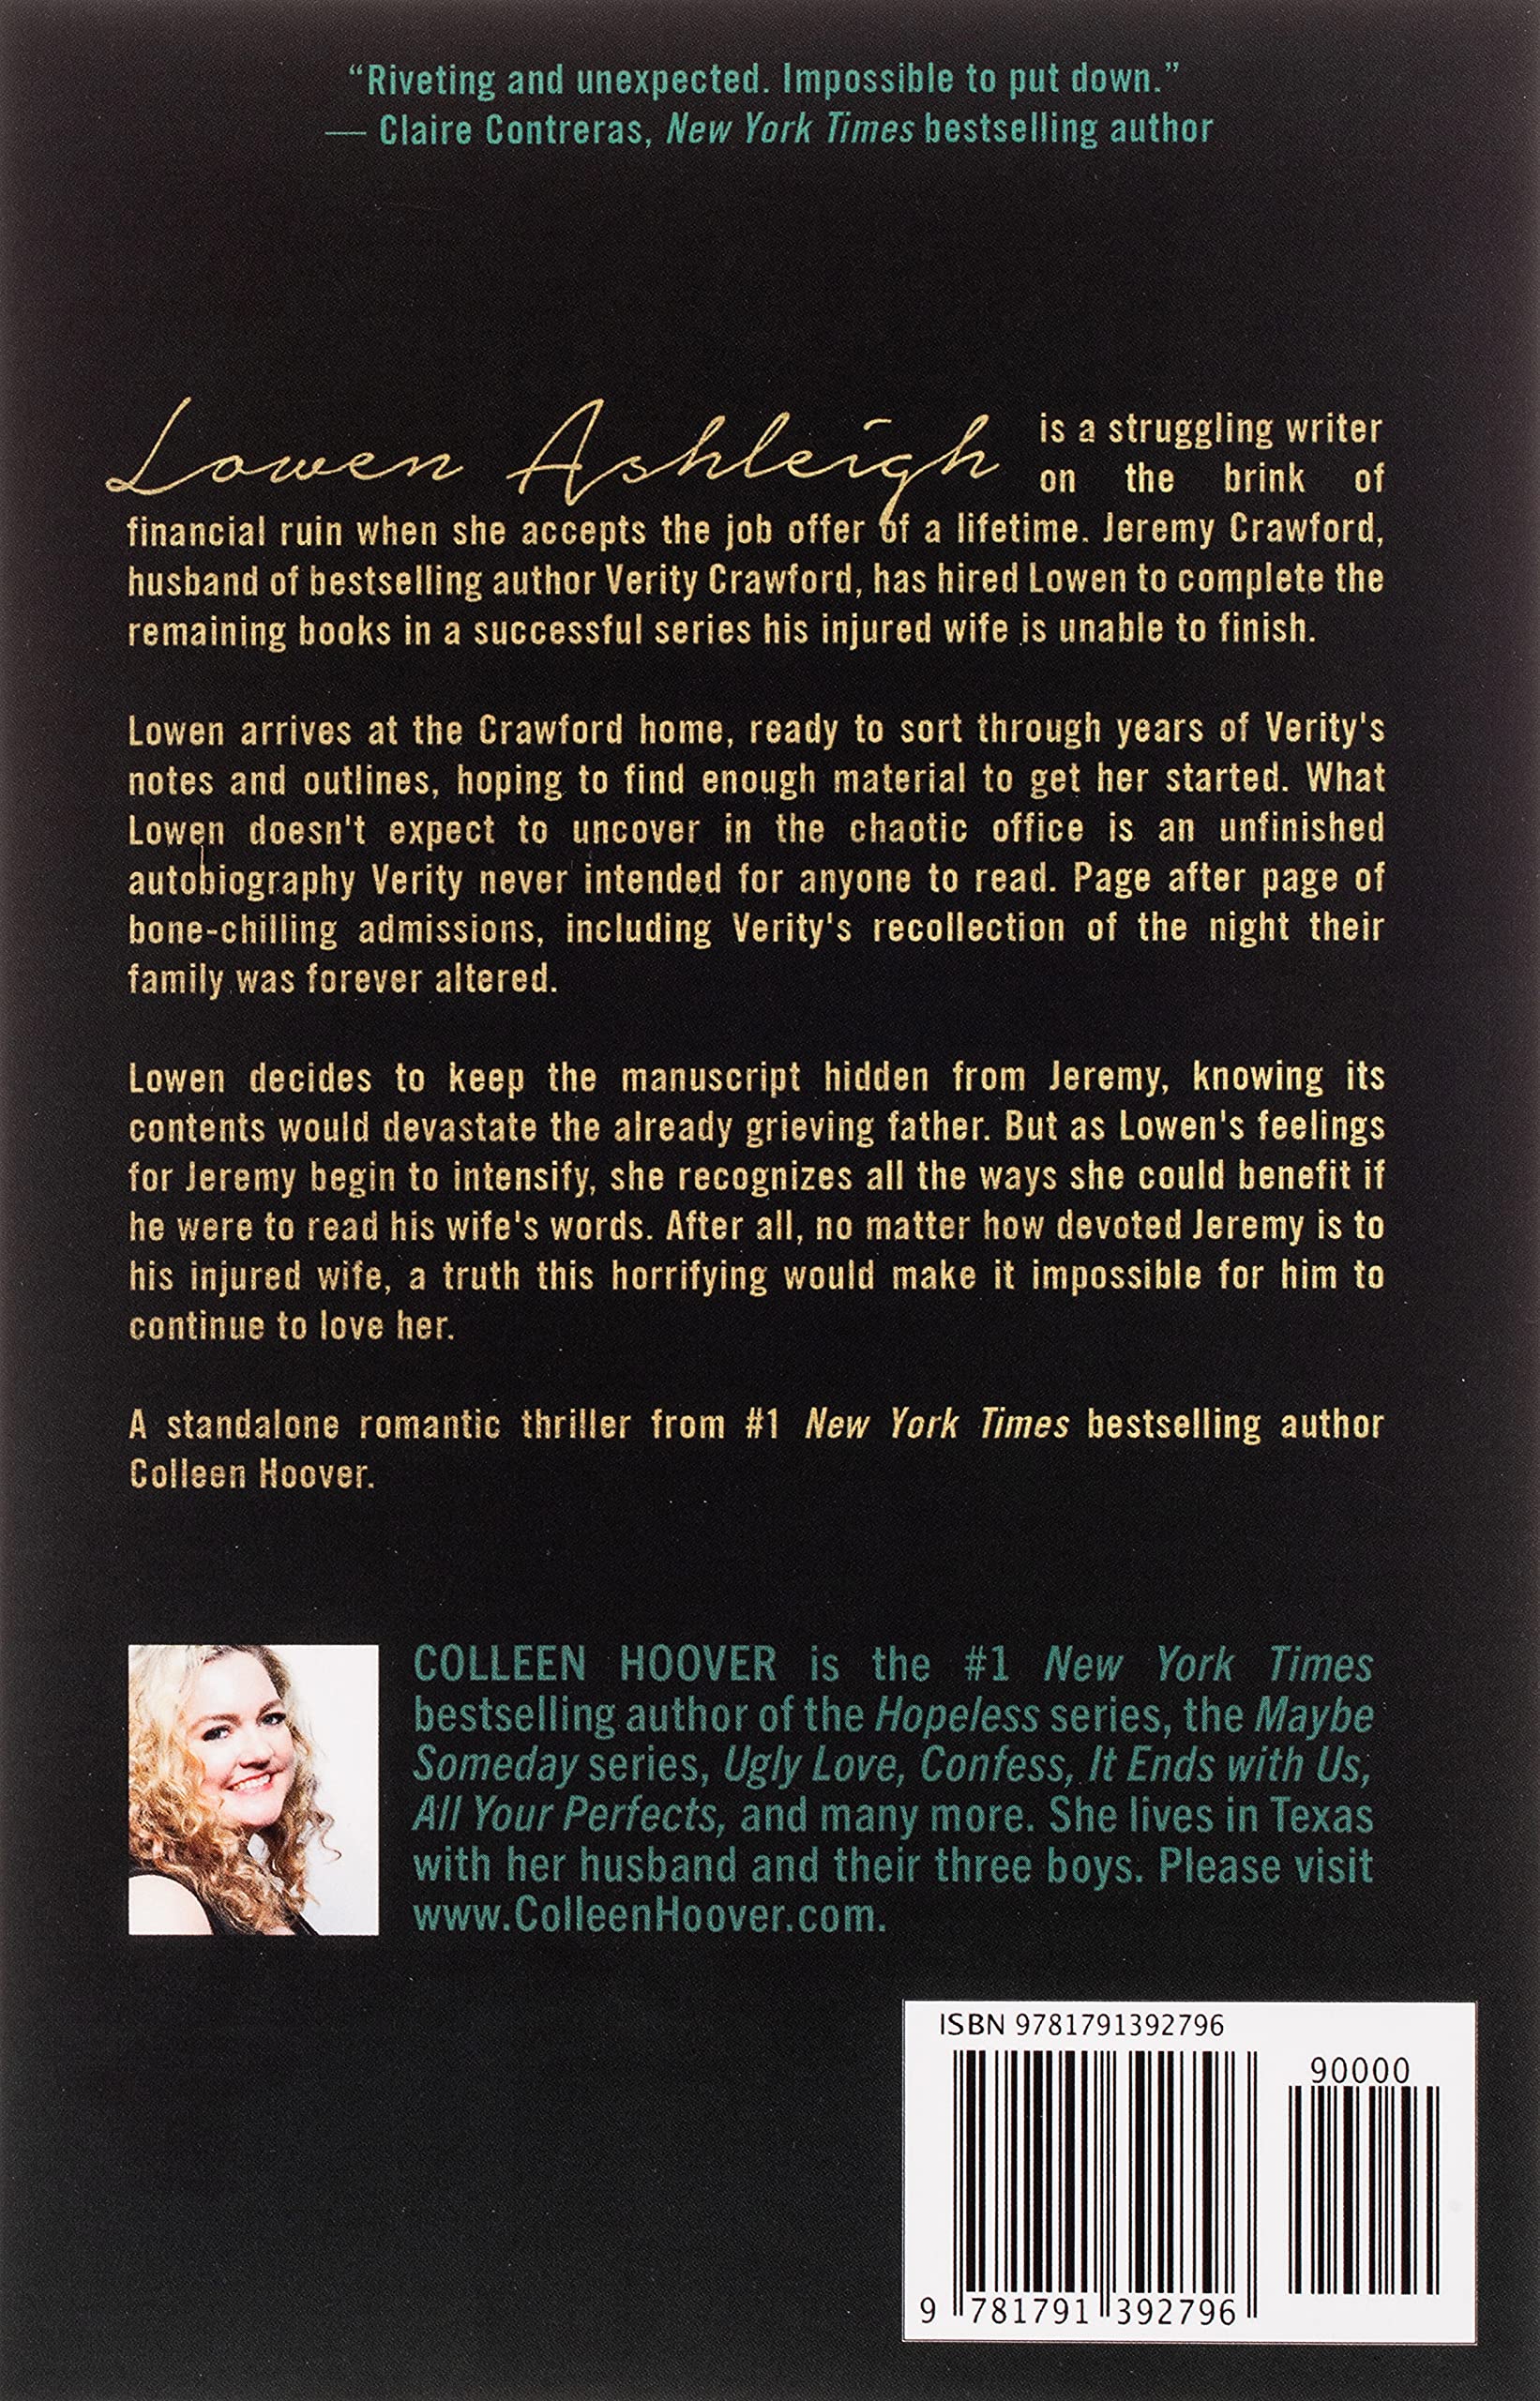 “Riveting and unexpected. Impossible to put down.”
— Claire Contreras, New York Times bestselling author
Lowen Ashleigh is a struggling writer
on the brink of
financial ruin when she accepts the job offer of a lifetime. Jeremy Crawford,
husband of bestselling author Verity Crawford, has hired Lowen to complete the
remaining books in a successful series his injured wife is unable to finish.
Lowen arrives at the Crawford home, ready to sort through years of Verity's
notes and outlines, hoping to find enough material to get her started. What
Lowen doesn't expect to uncover in the chaotic office is an unfinished
autobiography Verity never intended for anyone to read. Page after page of
bone-chilling admissions, including Verity's recollection of the night their
family was forever altered.
Lowen decides to keep the manuscript hidden from Jeremy, knowing its
contents would devastate the already grieving father. But as Lowen's feelings
for Jeremy begin to intensify, she recognizes all the ways she could benefit if
he were to read his wife's words. After all, no matter how devoted Jeremy is to
his injured wife, a truth this horrifying would make it impossible for him to
continue to love her.
A standalone romantic thriller from #1 New York Times bestselling author
Colleen Hoover.
COLLEEN HOOVER is the #1 New York Times
bestselling author of the Hopeless series, the Maybe
Someday series, Ugly Love, Confess, It Ends with Us,
All Your Perfects, and many more. She lives in Texas
with her husband and their three boys. Please visit
www.ColleenHoover.com.
ISBN 9781791392796
90000
9 781791 392796